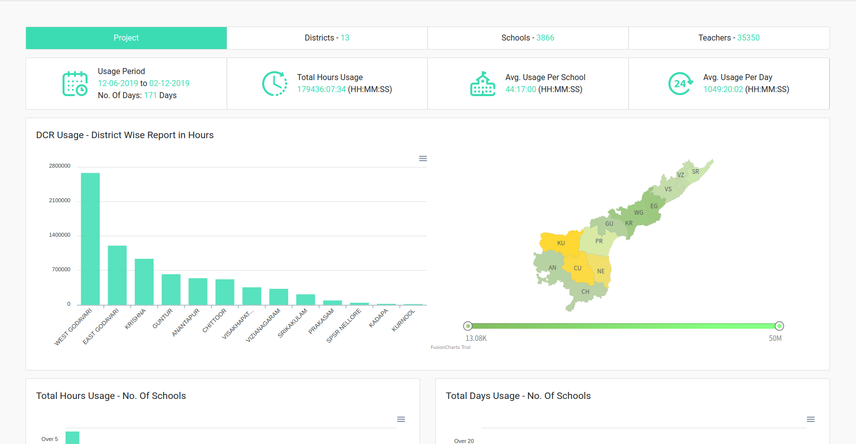 Project
Districts - 13
Schools - 3866
Teachers - 35350
Usage Period
12-06-2019 to 02-12-2019
No. Of Days: 171 Days
Total Hours Usage
179436:07:34 (HH:MM:SS)
Avg. Usage Per School
44:17:00 (HH:MM:SS)
24
Avg. Usage Per Day
1049:20:02 (HH:MM:SS)
DCR Usage - District Wise Report in Hours
2800000
2100000
1400000
700000
0
WEST GODAVARI
EAST GODAVARI
KRISHNA
GUNTUR
ANANTAPUR
CHITTOOR
VISAKHAPAT...
VIZIANAGARAM
SRIKAKULAM
PRAKASAM
SPSR NELLORE
KADAPA
KURNOOL
SR
VZ
VS
EG
WG
KR
GU
PR
KU
AN
CU
NE
CH
13.08K
50M
FusionCharts Trial
Total Hours Usage - No. Of Schools
Over 5
Total Days Usage - No. Of Schools
Over 20